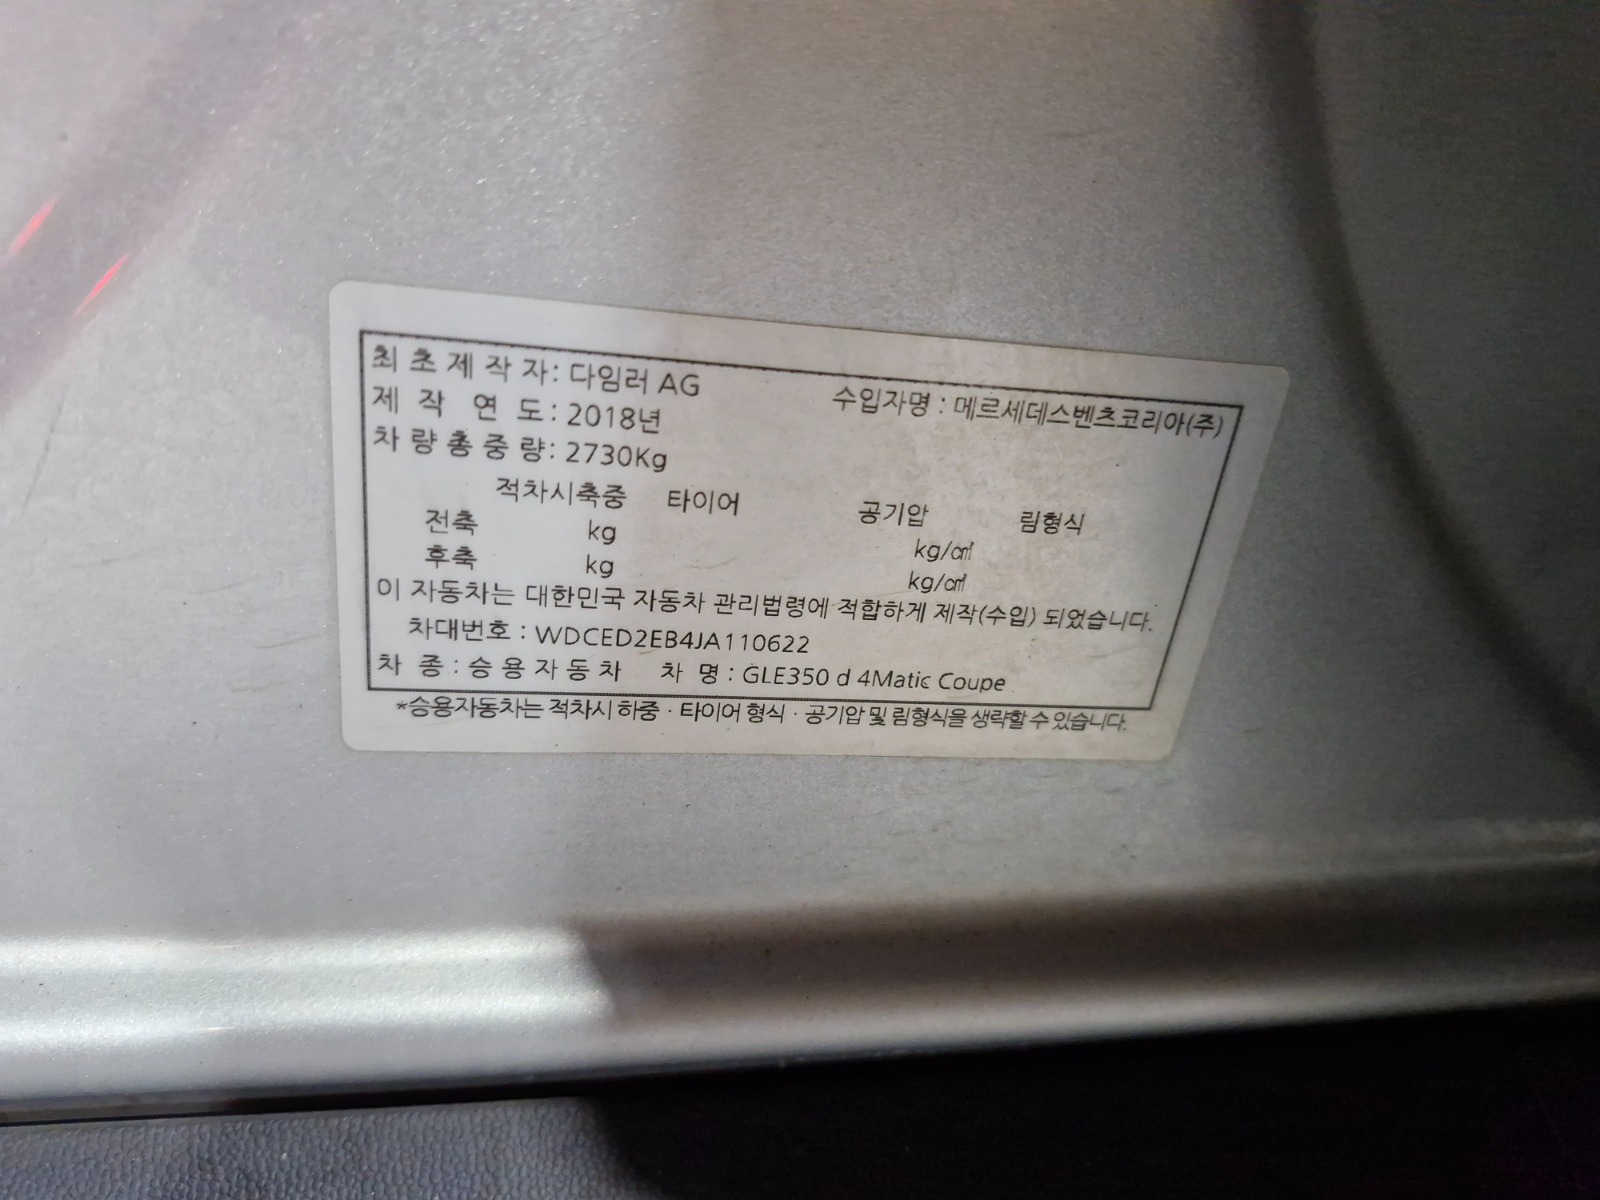 최 초 제 작 자: 다임러 AG 수입자명 : 메르세데스벤츠코리아(주)
제 작 연 도: 2018년
차 량 총 중 량: 2730Kg
적차시축중 타이어 공기압 림형식
전축 kg kg/㎠
후축 kg kg/㎠
이 자동차는 대한민국 자동차 관리법령에 적합하게 제작(수입) 되었습니다.
차대번호 : WDCED2EB4JA110622
차 종 : 승 용 자 동 차 차 명 : GLE350 d 4Matic Coupe
*승용자동차는 적차시 하중 · 타이어 형식 · 공기압 및 림형식을 생략할 수 있습니다.